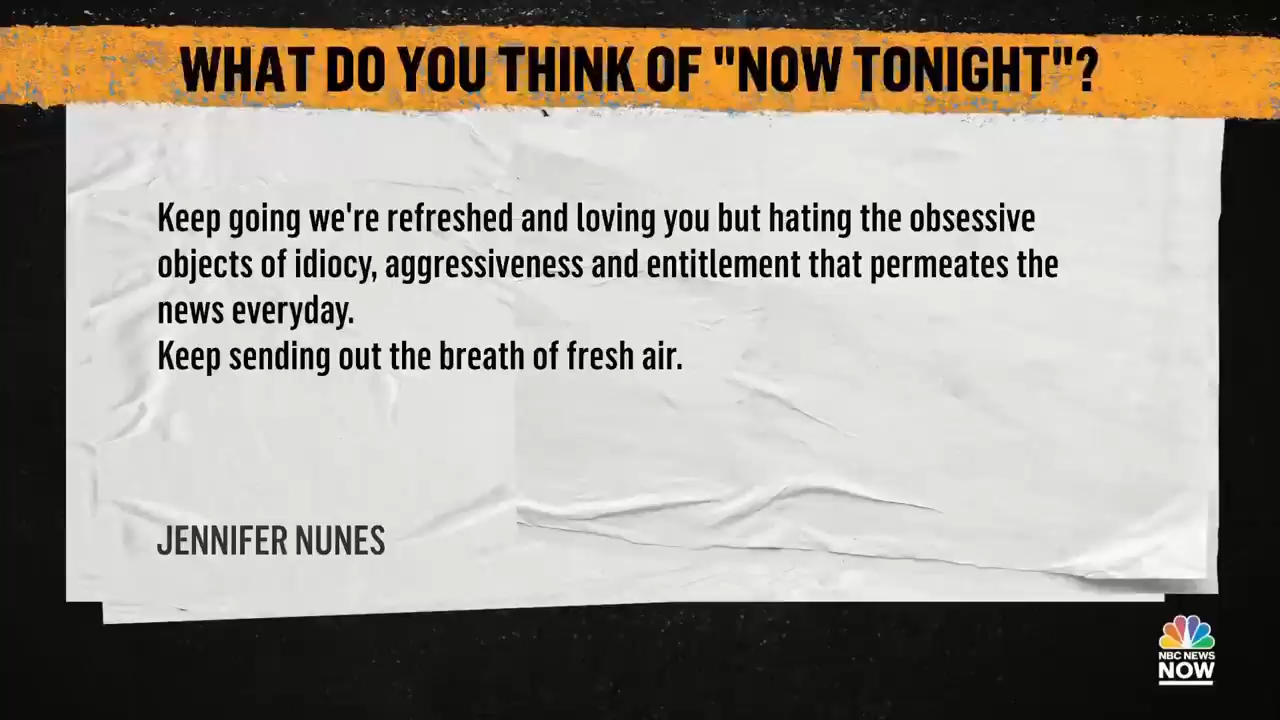 WHAT DO YOU THINK OF "NOW TONIGHT"?
Keep going we're refreshed and loving you but hating the obsessive
objects of idiocy, aggressiveness and entitlement that permeates the
news everyday.
Keep sending out the breath of fresh air.
JENNIFER NUNES
NBC NEWS
NOW